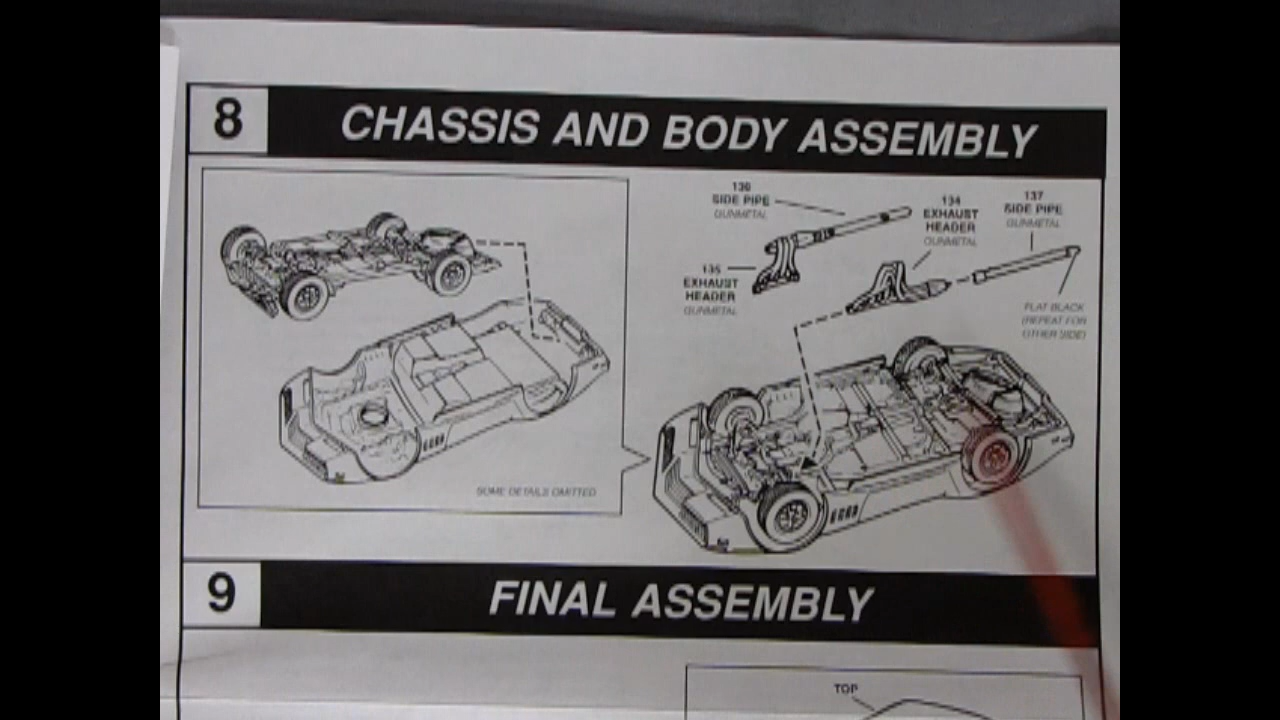 8
CHASSIS AND BODY ASSEMBLY
136
SIDE PIPE
GUNMETAL
135
EXHAUST
HEADER
GUNMETAL
134
EXHAUST
HEADER
GUNMETAL
137
SIDE PIPE
GUNMETAL
FLAT BLACK
(REPEAT FOR
OTHER SIDE)
SOME DETAILS OMITTED
9
FINAL ASSEMBLY
TOP